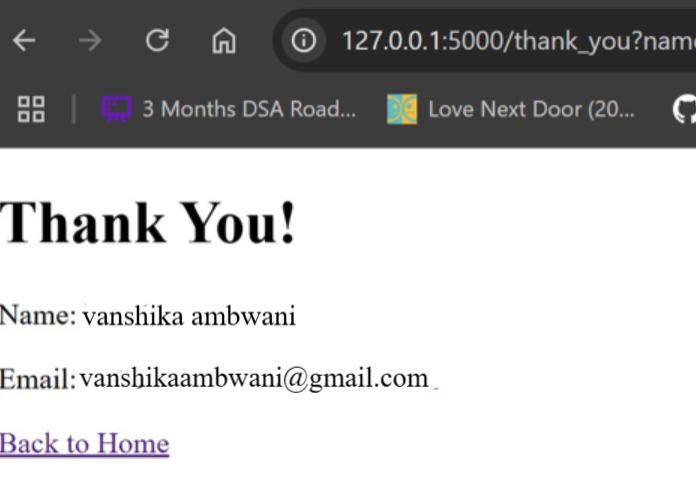 127.0.0.1:5000/thank_you?name
3 Months DSA Road... Love Next Door (20...
Thank You!
Name: vanshika ambwani
Email: vanshikaambwani@gmail.com
Back to Home